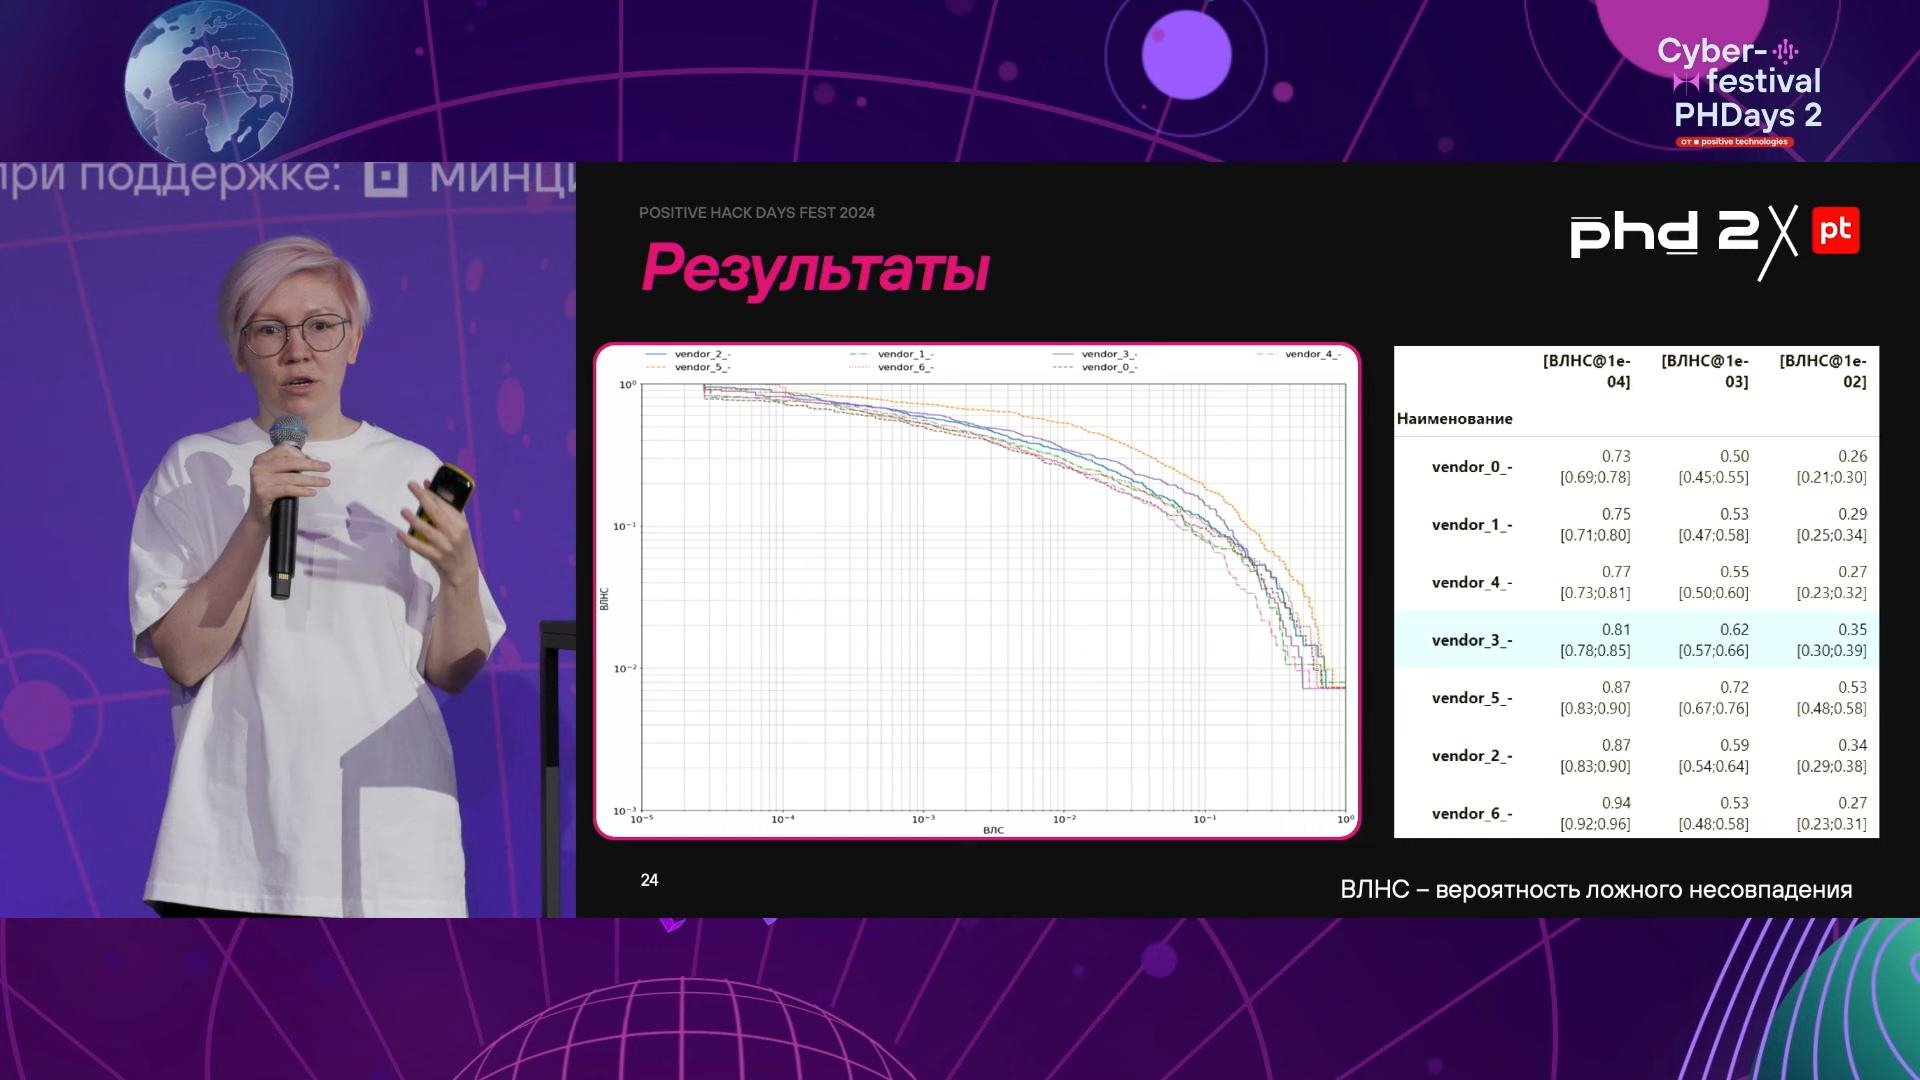 Cyber-
festival
PHDays 2
от positive technologies
при поддержке:
POSITIVE HACK DAYS FEST 2024
phd 2
pt
Результаты
vendor_2_-
vendor_1_-
vendor_3_-
vendor_4_-
vendor_5_-
vendor_6_-
vendor_0_-
10⁰
10⁻¹
10⁻²
10⁻³
ВЛНС
10⁻⁵
10⁻⁴
10⁻³
10⁻²
10⁻¹
10⁰
ВЛС
[ВЛНС@1e-04] [ВЛНС@1e-03] [ВЛНС@1e-02]
Наименование
vendor_0_- 0.73 0.50 0.26
[0.69;0.78] [0.45;0.55] [0.21;0.30]
vendor_1_- 0.75 0.53 0.29
[0.71;0.80] [0.47;0.58] [0.25;0.34]
vendor_4_- 0.77 0.55 0.27
[0.73;0.81] [0.50;0.60] [0.23;0.32]
vendor_3_- 0.81 0.62 0.35
[0.78;0.85] [0.57;0.66] [0.30;0.39]
vendor_5_- 0.87 0.72 0.53
[0.83;0.90] [0.67;0.76] [0.48;0.58]
vendor_2_- 0.87 0.59 0.34
[0.83;0.90] [0.54;0.64] [0.29;0.38]
vendor_6_- 0.94 0.53 0.27
[0.92;0.96] [0.48;0.58] [0.23;0.31]
24
ВЛНС – вероятность ложного несовпадения